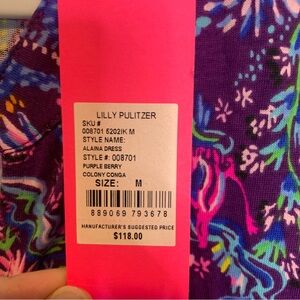 LILLY PULITZER
SKU #
008701 5202IK M
STYLE NAME:
ALAINA DRESS
STYLE #: 008701
PURPLE BERRY
COLONY CONGA
SIZE: M
889069 793678
MANUFACTURER'S SUGGESTED PRICE
$118.00